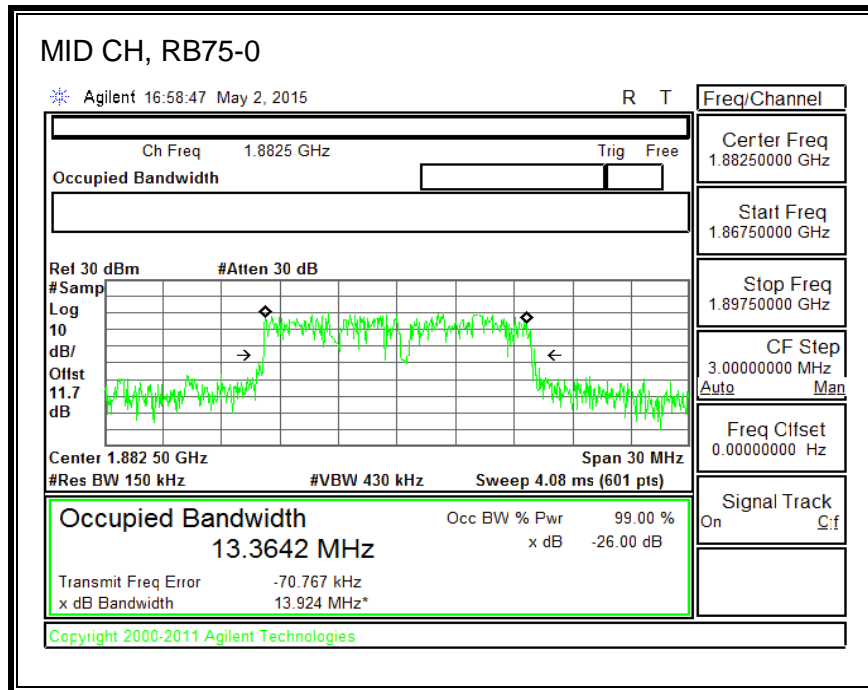 MID CH, RB75-0
Agilent 16:58:47 May 2, 2015 R T
Ch Freq 1.8825 GHz Trig Free
Occupied Bandwidth
Ref 30 dBm #Atten 30 dB
#Samp
Log
10
dB/
Offst
11.7
dB
Center 1.882 50 GHz Span 30 MHz
#Res BW 150 kHz #VBW 430 kHz Sweep 4.08 ms (601 pts)
Occupied Bandwidth Occ BW % Pwr 99.00 %
13.3642 MHz x dB -26.00 dB
Transmit Freq Error -70.767 kHz
x dB Bandwidth 13.924 MHz*
Copyright 2000-2011 Agilent Technologies
Freq/Channel
Center Freq
1.88250000 GHz
Start Freq
1.86750000 GHz
Stop Freq
1.89750000 GHz
CF Step
3.00000000 MHz
Auto Man
Freq Offset
0.00000000 Hz
Signal Track
On Off